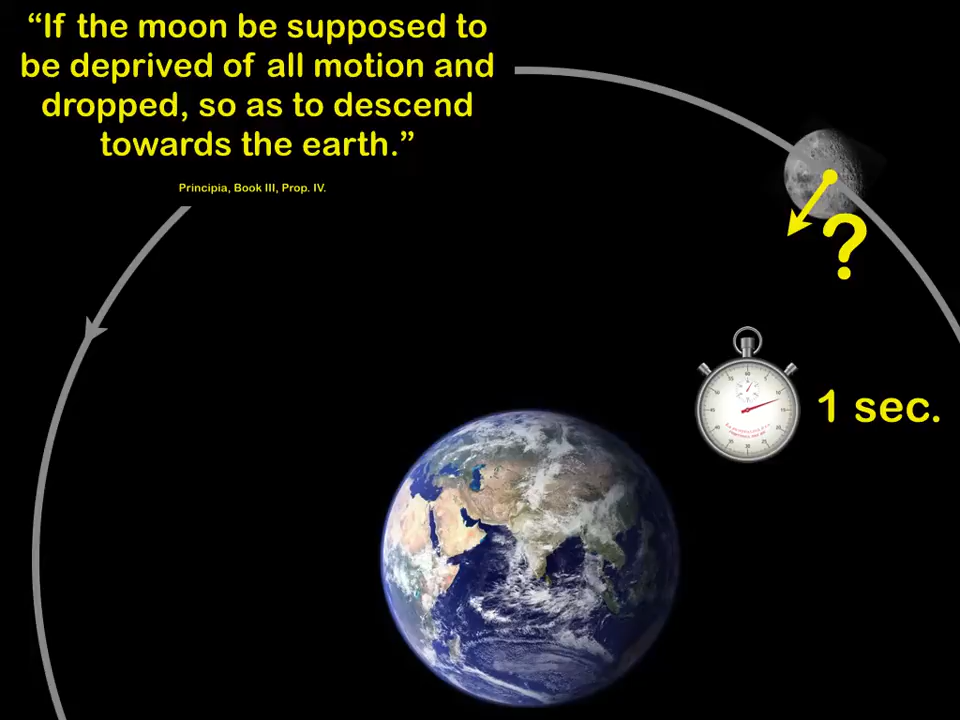 “If the moon be supposed to
be deprived of all motion and
dropped, so as to descend
towards the earth.”
Principia, Book III, Prop. IV.
?
1 sec.